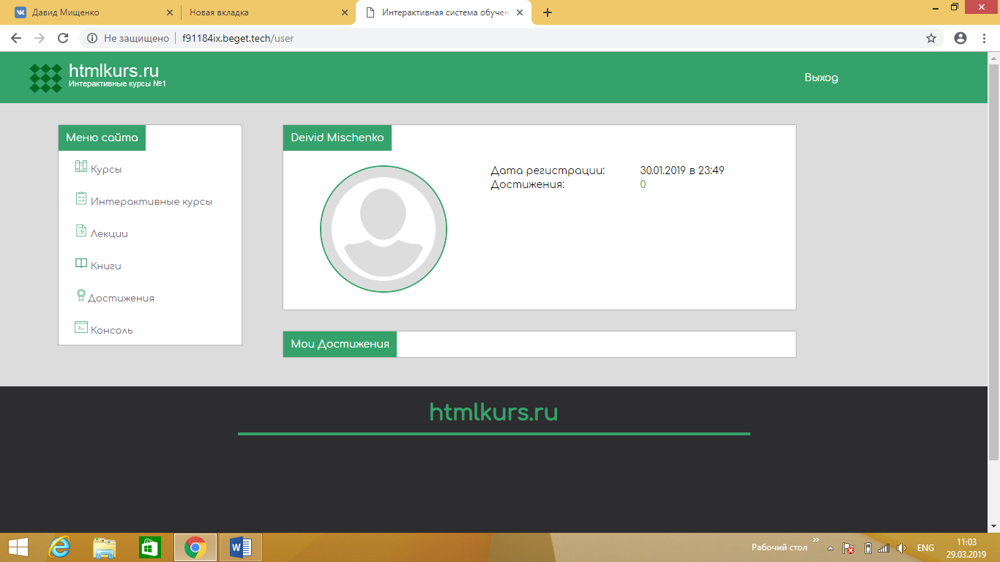 Давид Мищенко
Новая вкладка
Интерактивная система обучен
Не защищено
f91184ix.beget.tech/user
htmlkurs.ru
Интерактивные курсы №1
Выход
Меню сайта
Курсы
Интерактивные курсы
Лекции
Книги
Достижения
Консоль
Deivid Mischenko
Дата регистрации: 30.01.2019 в 23:49
Достижения: 0
Мои Достижения
htmlkurs.ru
Рабочий стол
ENG
11:03
29.03.2019